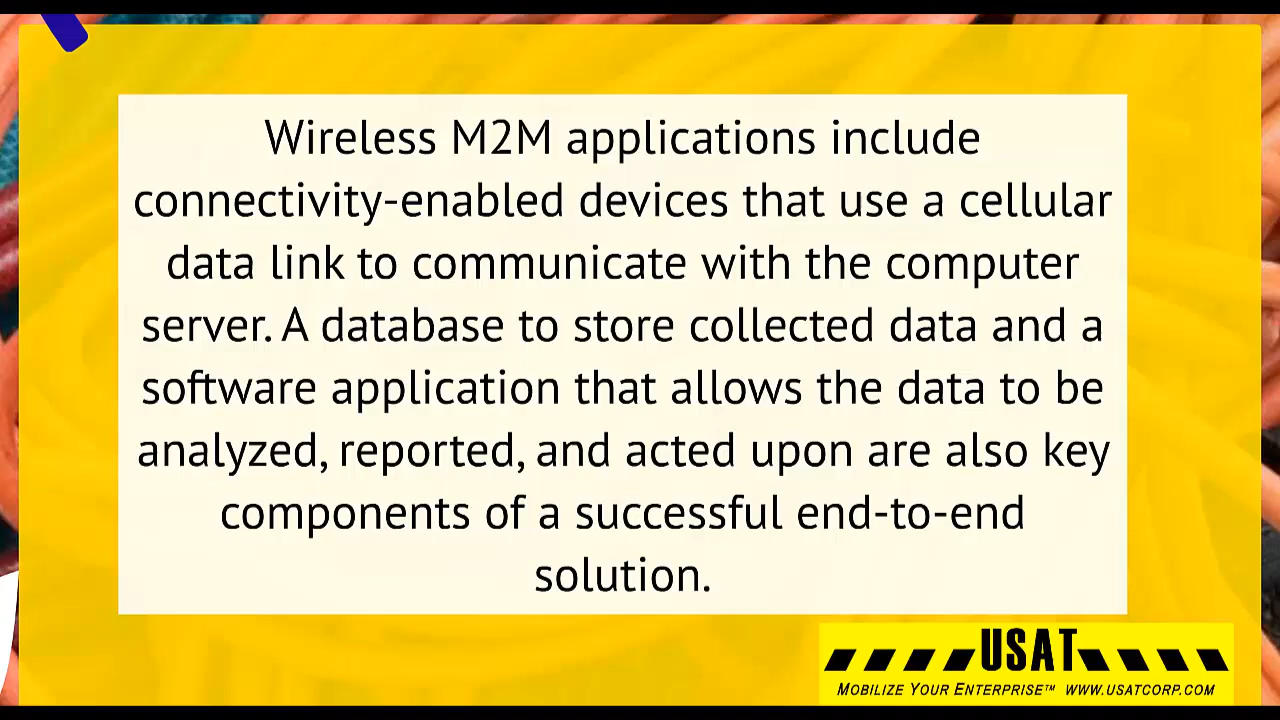 Wireless M2M applications include
connectivity-enabled devices that use a cellular
data link to communicate with the computer
server. A database to store collected data and a
software application that allows the data to be
analyzed, reported, and acted upon are also key
components of a successful end-to-end
solution.
USAT
MOBILIZE YOUR ENTERPRISE™ WWW.USATCORP.COM